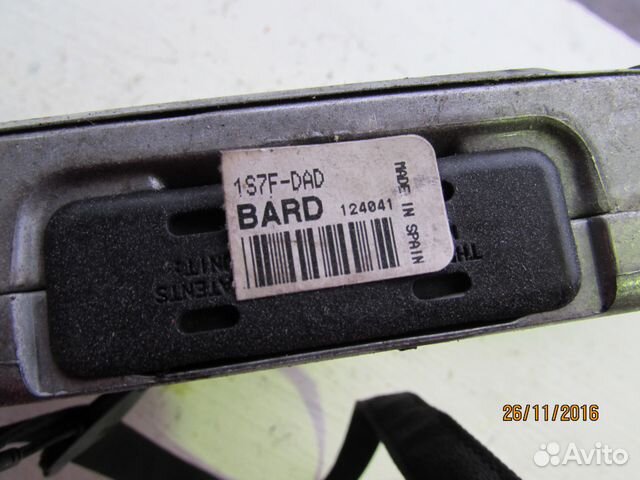 1S7F-DAD
BARD 124041
MADE IN SPAIN
26/11/2016
Avito